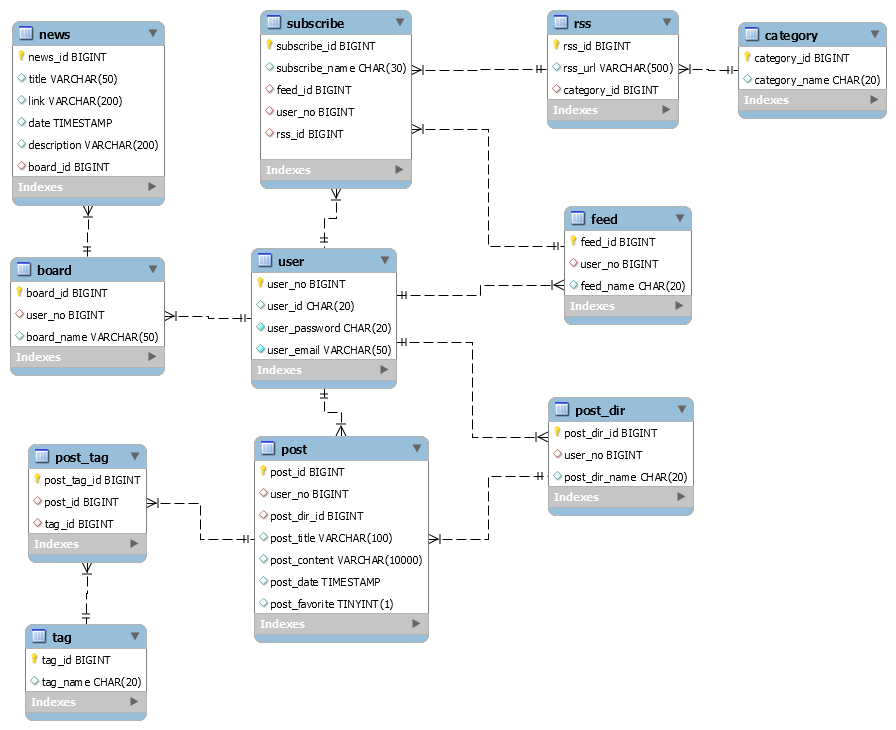 news
news_id BIGINT
title VARCHAR(50)
link VARCHAR(200)
date TIMESTAMP
description VARCHAR(200)
board_id BIGINT
Indexes
subscribe
subscribe_id BIGINT
subscribe_name CHAR(30)
feed_id BIGINT
user_no BIGINT
rss_id BIGINT
Indexes
rss
rss_id BIGINT
rss_url VARCHAR(500)
category_id BIGINT
Indexes
category
category_id BIGINT
category_name CHAR(20)
Indexes
board
board_id BIGINT
user_no BIGINT
board_name VARCHAR(50)
Indexes
user
user_no BIGINT
user_id CHAR(20)
user_password CHAR(20)
user_email VARCHAR(50)
Indexes
feed
feed_id BIGINT
user_no BIGINT
feed_name CHAR(20)
Indexes
post_tag
post_tag_id BIGINT
post_id BIGINT
tag_id BIGINT
Indexes
post
post_id BIGINT
user_no BIGINT
post_dir_id BIGINT
post_title VARCHAR(100)
post_content VARCHAR(10000)
post_date TIMESTAMP
post_favorite TINYINT(1)
Indexes
post_dir
post_dir_id BIGINT
user_no BIGINT
post_dir_name CHAR(20)
Indexes
tag
tag_id BIGINT
tag_name CHAR(20)
Indexes